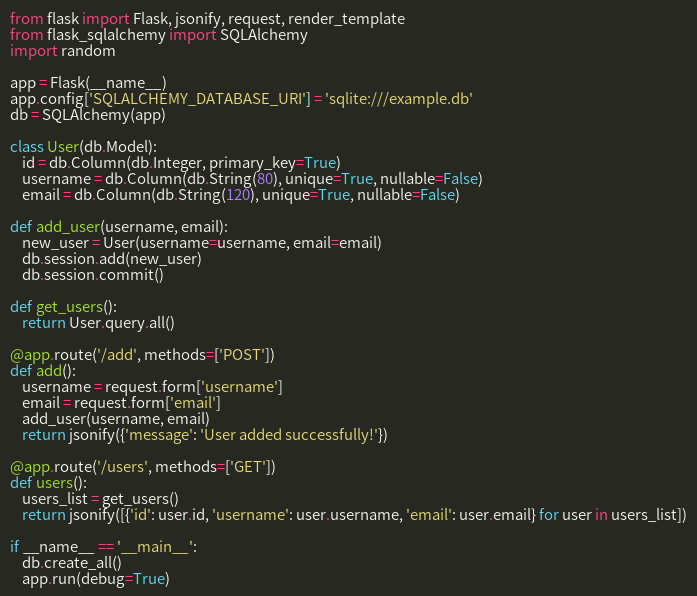 from flask import Flask, jsonify, request, render_template
from flask_sqlalchemy import SQLAlchemy
import random

app = Flask(__name__)
app.config['SQLALCHEMY_DATABASE_URI'] = 'sqlite:///example.db'
db = SQLAlchemy(app)

class User(db.Model):
    id = db.Column(db.Integer, primary_key=True)
    username = db.Column(db.String(80), unique=True, nullable=False)
    email = db.Column(db.String(120), unique=True, nullable=False)

def add_user(username, email):
    new_user = User(username=username, email=email)
    db.session.add(new_user)
    db.session.commit()

def get_users():
    return User.query.all()

@app.route('/add', methods=['POST'])
def add():
    username = request.form['username']
    email = request.form['email']
    add_user(username, email)
    return jsonify({'message': 'User added successfully!'})

@app.route('/users', methods=['GET'])
def users():
    users_list = get_users()
    return jsonify([{'id': user.id, 'username': user.username, 'email': user.email} for user in users_list])

if __name__ == '__main__':
    db.create_all()
    app.run(debug=True)